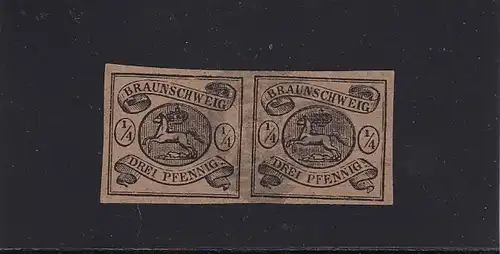 BRAUNSCHWEIG
1/4 1/4
DREI PFENNIG
BRAUNSCHWEIG
1/4 1/4
DREI PFENNIG